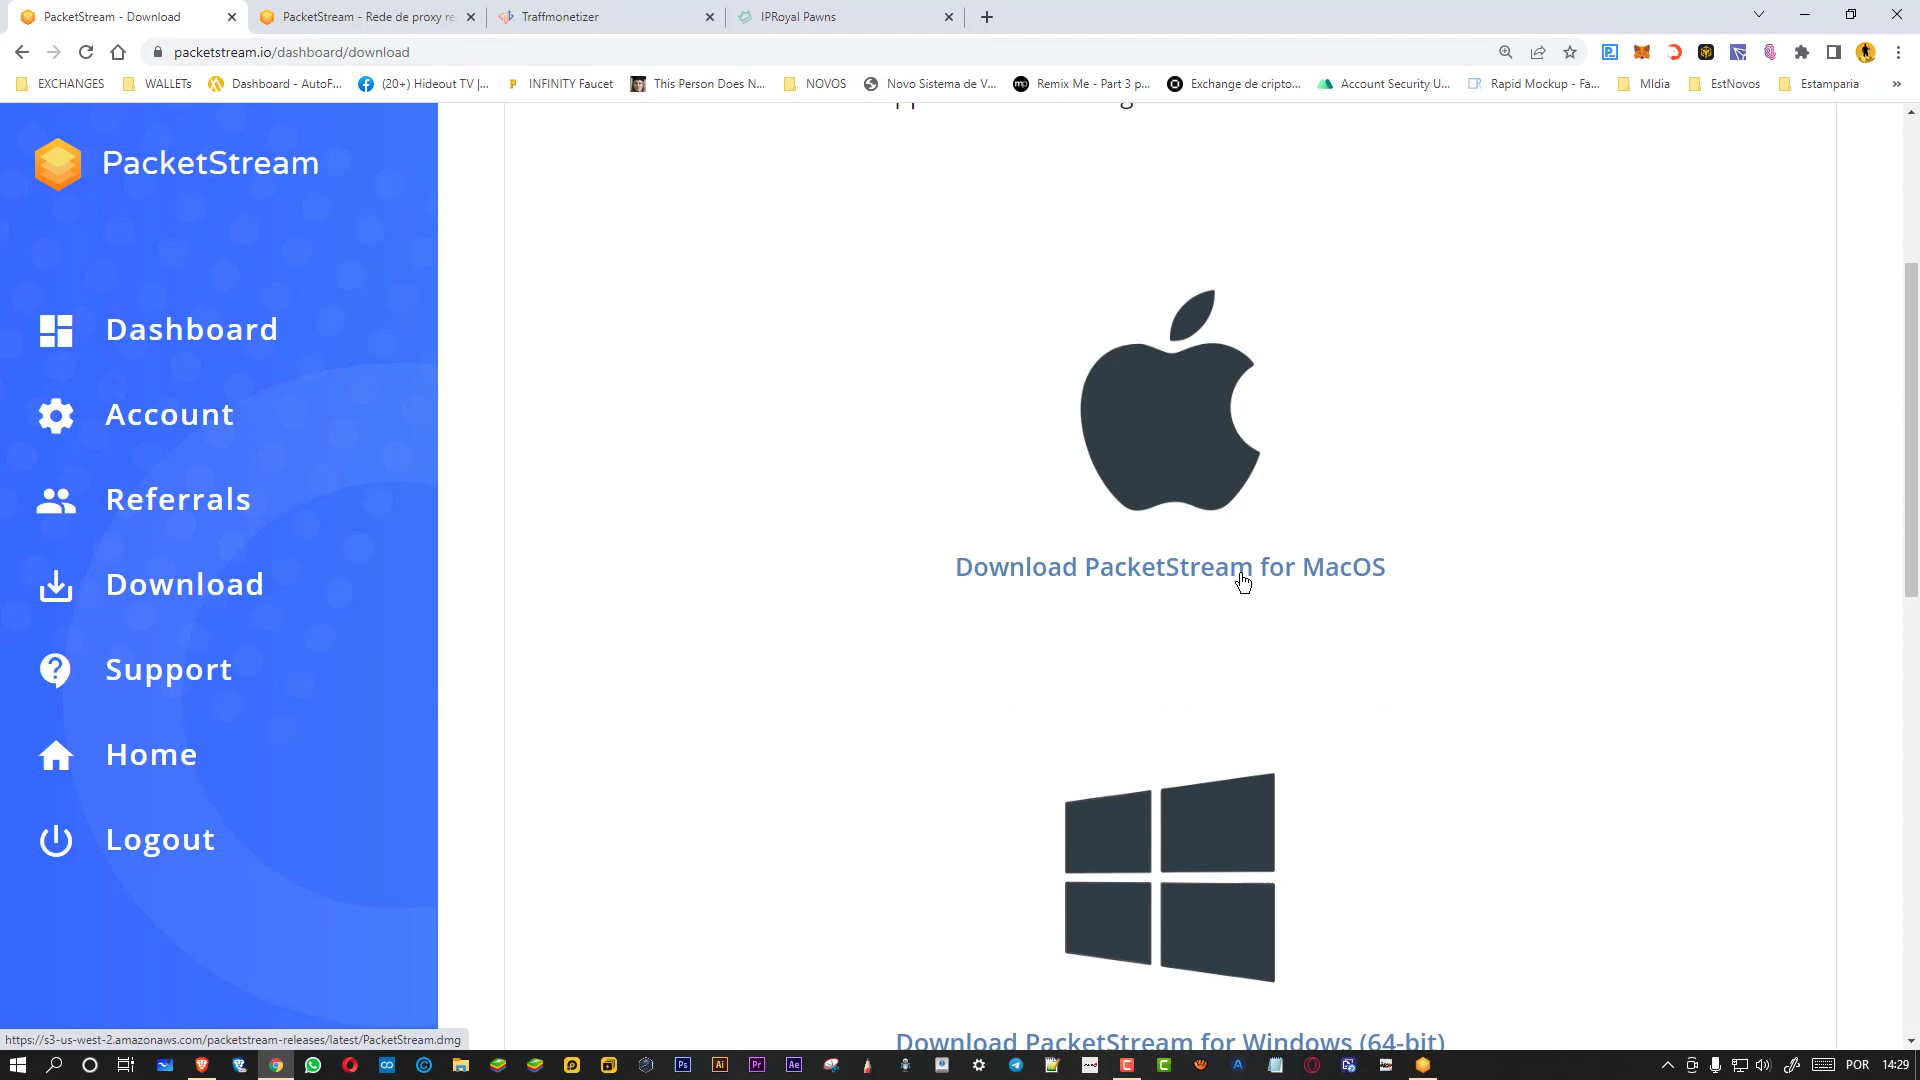 PacketStream - Download
PacketStream - Rede de proxy re
Traffmonetizer
IPRoyal Pawns
packetstream.io/dashboard/download
EXCHANGES
WALLETs
Dashboard - AutoF...
(20+) Hideout TV |...
INFINITY Faucet
This Person Does N...
NOVOS
Novo Sistema de V...
Remix Me - Part 3 p...
Exchange de cripto...
Account Security U...
Rapid Mockup - Fa...
MIdia
EstNovos
Estamparia
»
PacketStream
Dashboard
Account
Referrals
Download
Support
Home
Logout
Download PacketStream for MacOS
Download PacketStream for Windows (64-bit)
https://s3-us-west-2.amazonaws.com/packetstream-releases/latest/PacketStream.dmg
POR
14:29